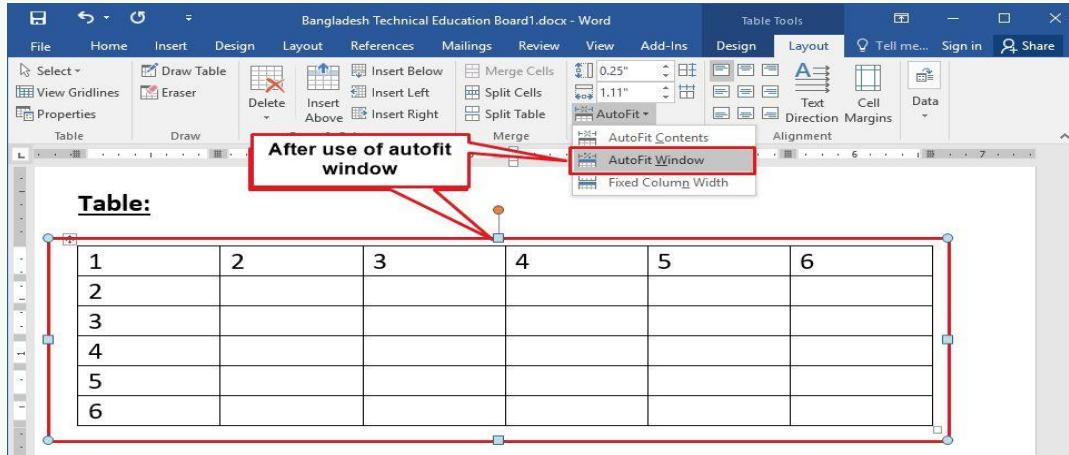 Bangladesh Technical Education Board1.docx - Word
Table Tools
File Home Insert Design Layout References Mailings Review View Add-Ins Design Layout Tell me... Sign in Share
Select Draw Table Delete Insert Above Insert Below Merge Cells 0.25" Text Direction Cell Margins Data
View Gridlines Eraser Insert Left Split Cells 1.11"
Properties Insert Right Split Table AutoFit
Table Draw Merge Alignment
AutoFit Contents
AutoFit Window
Fixed Column Width
After use of autofit
window
6 7
Table:
1 2 3 4 5 6
2
3
4
5
6